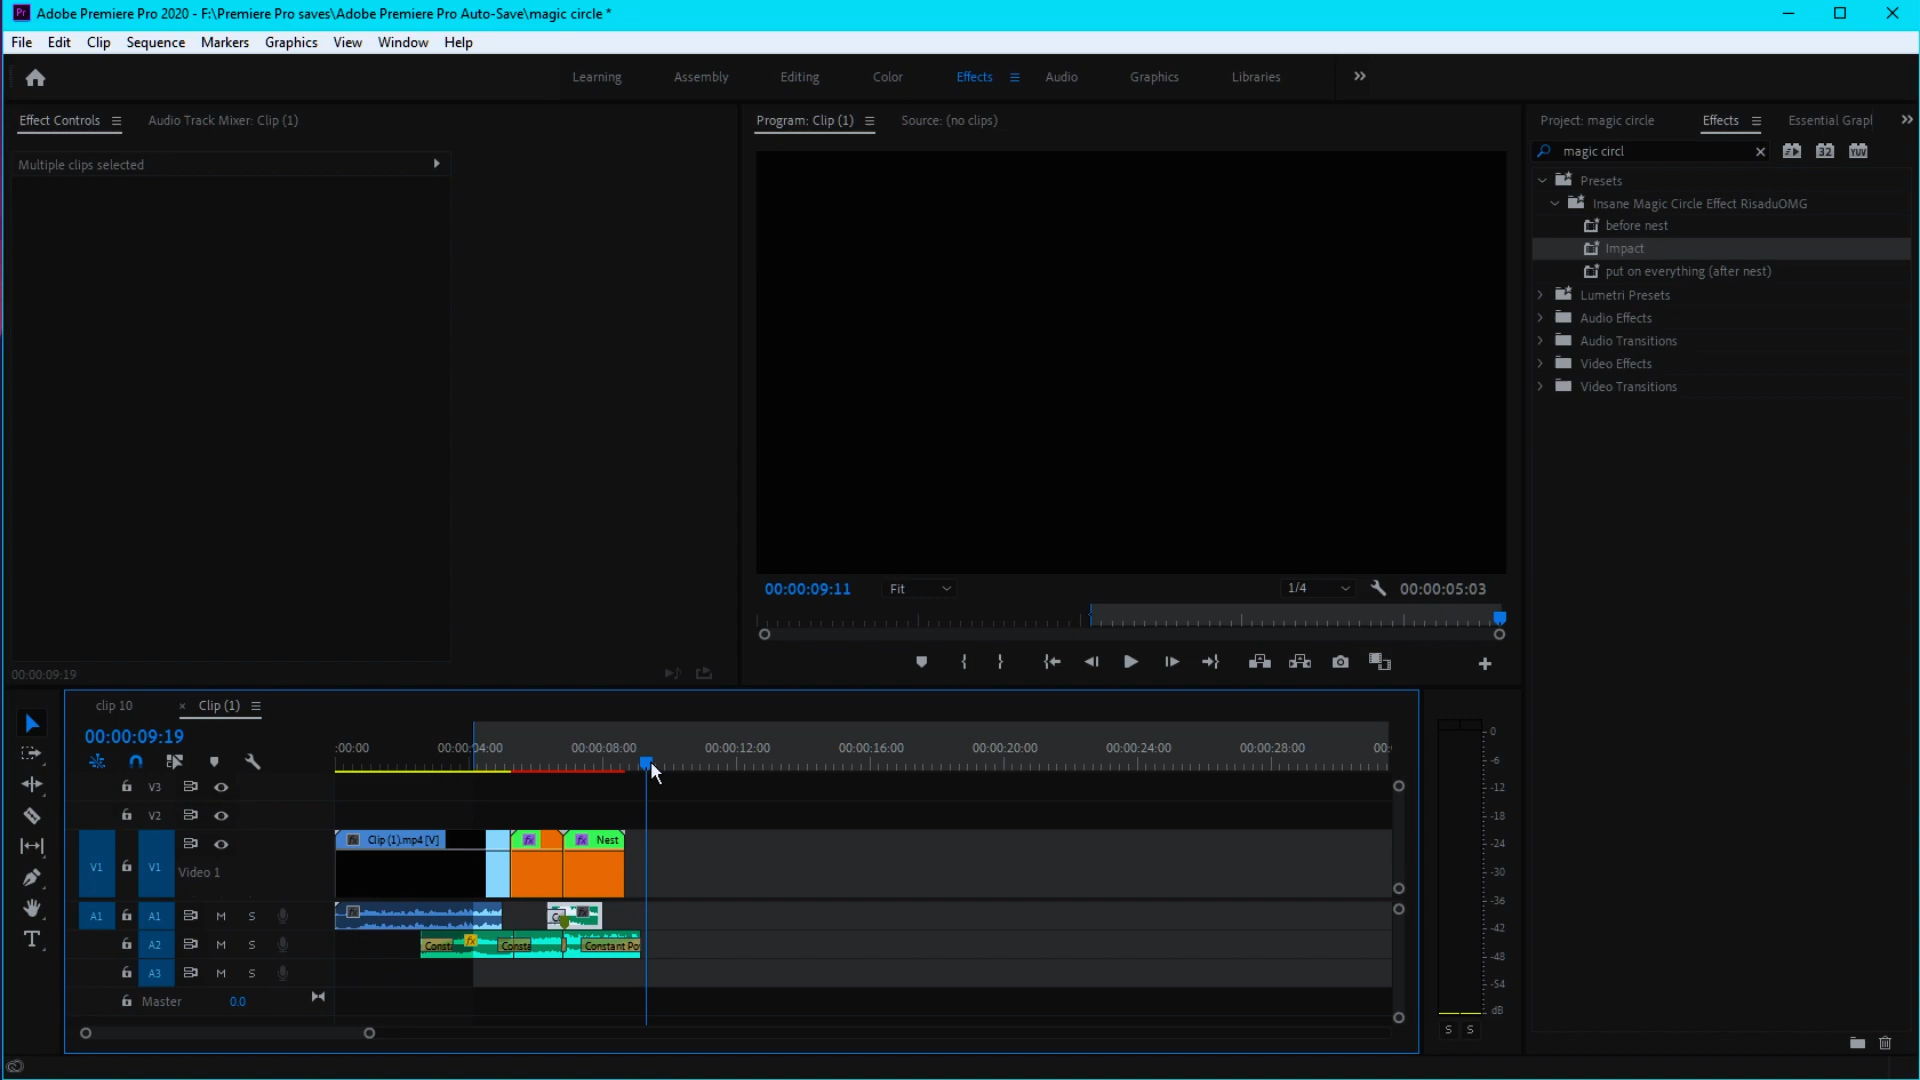 Pr Adobe Premiere Pro 2020 - F:\Premiere Pro saves\Adobe Premiere Pro Auto-Save\magic circle *
File Edit Clip Sequence Markers Graphics View Window Help
Learning Assembly Editing Color Effects Audio Graphics Libraries
Effect Controls Audio Track Mixer: Clip (1)
Program: Clip (1) Source: (no clips)
Project: magic circle Effects Essential Grapl
Multiple clips selected
magic circl
32 YUV
Presets
Insane Magic Circle Effect RisaduOMG
before nest
Impact
put on everything (after nest)
Lumetri Presets
Audio Effects
Audio Transitions
Video Effects
Video Transitions
00:00:09:11 Fit 1/4 00:00:05:03
00:00:09:19
clip 10 × Clip (1)
00:00:09:19
:00:00 00:00:04:00 00:00:08:00 00:00:12:00 00:00:16:00 00:00:20:00 00:00:24:00 00:00:28:00 00:
V3
V2
fx Clip (1).mp4 [V] fx fx Nest
V1 V1 Video 1
A1 A1 M S
A2 M S Consta fx Consta Constant Po
A3 M S
Master 0.0
0
-6
-12
-18
-24
-30
-36
-42
-48
-54
dB
S S